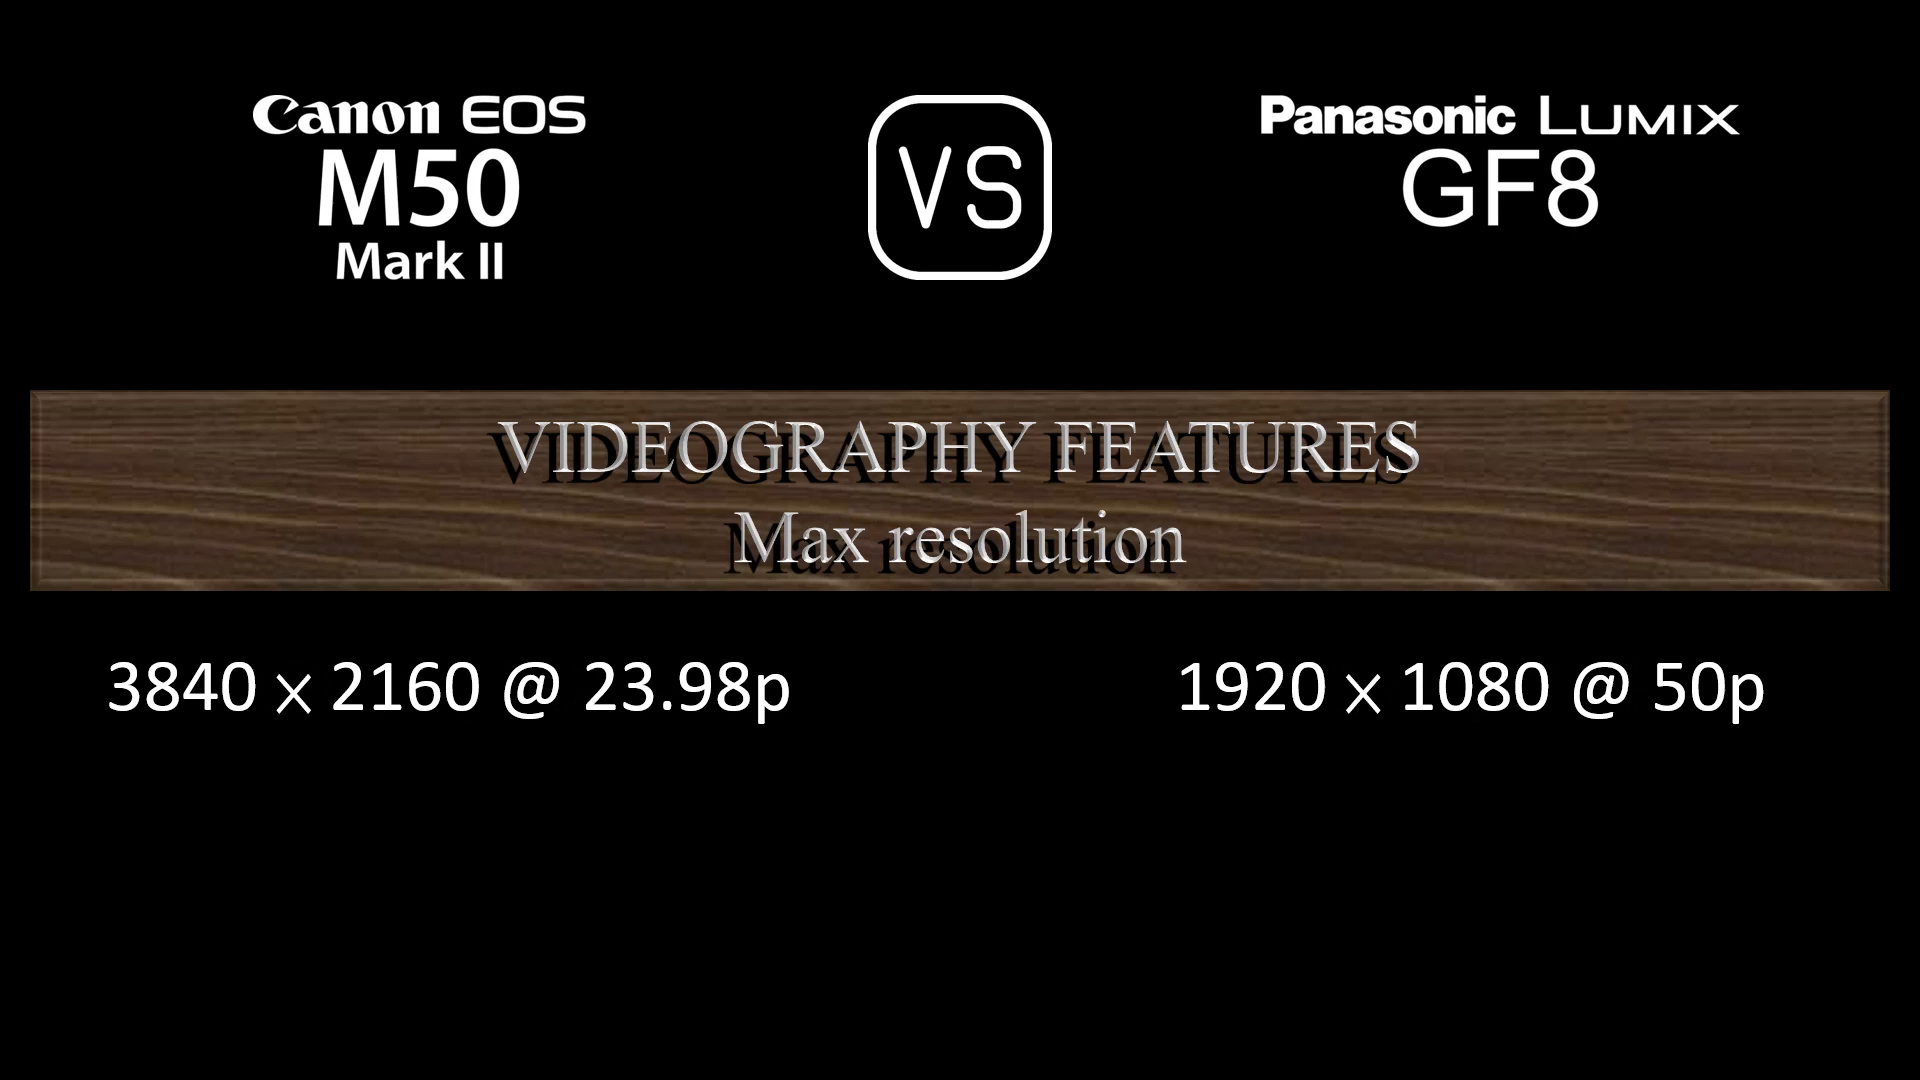 Canon EOS
M50
Mark II
VS
Panasonic LUMIX
GF8
VIDEOGRAPHY FEATURES
Max resolution
3840 x 2160 @ 23.98p
1920 x 1080 @ 50p